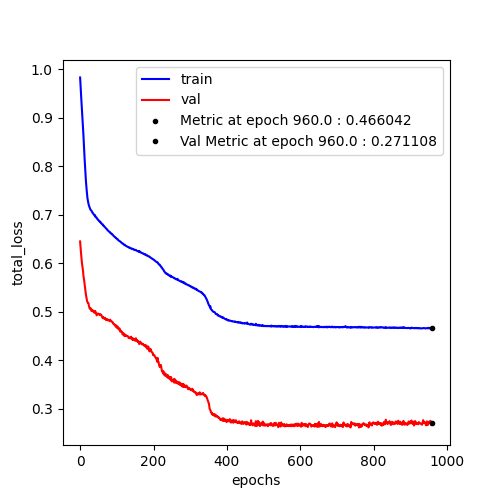 train
val
Metric at epoch 960.0 : 0.466042
Val Metric at epoch 960.0 : 0.271108
1.0
0.9
0.8
0.7
0.6
0.5
0.4
0.3
total_loss
0 200 400 600 800 1000
epochs